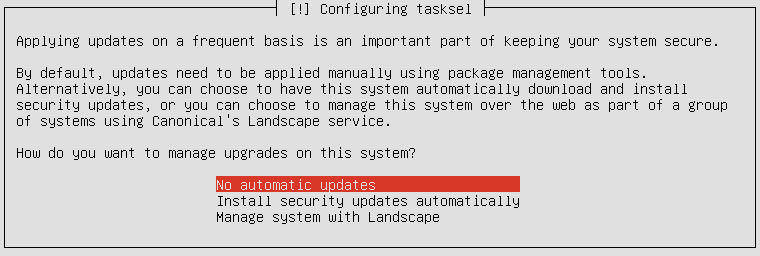 [!] Configuring tasksel
Applying updates on a frequent basis is an important part of keeping your system secure.
By default, updates need to be applied manually using package management tools.
Alternatively, you can choose to have this system automatically download and install
security updates, or you can choose to manage this system over the web as part of a group
of systems using Canonical's Landscape service.
How do you want to manage upgrades on this system?
No automatic updates
Install security updates automatically
Manage system with Landscape